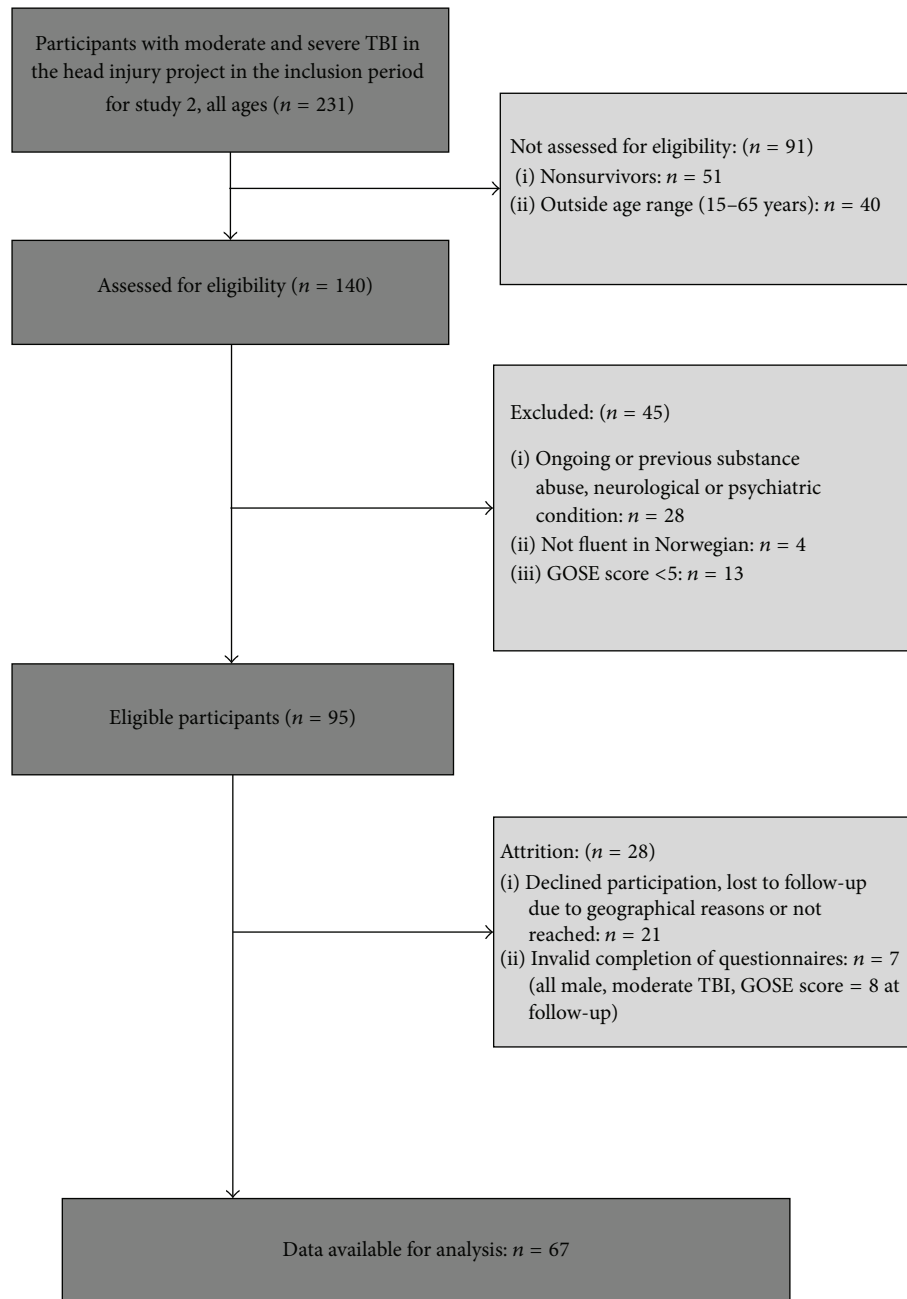 Participants with moderate and severe TBI in
the head injury project in the inclusion period
for study 2, all ages (n = 231)
Not assessed for eligibility: (n = 91)
(i) Nonsurvivors: n = 51
(ii) Outside age range (15–65 years): n = 40
Assessed for eligibility (n = 140)
Excluded: (n = 45)
(i) Ongoing or previous substance
abuse, neurological or psychiatric
condition: n = 28
(ii) Not fluent in Norwegian: n = 4
(iii) GOSE score <5: n = 13
Eligible participants (n = 95)
Attrition: (n = 28)
(i) Declined participation, lost to follow-up
due to geographical reasons or not
reached: n = 21
(ii) Invalid completion of questionnaires: n = 7
(all male, moderate TBI, GOSE score = 8 at
follow-up)
Data available for analysis: n = 67